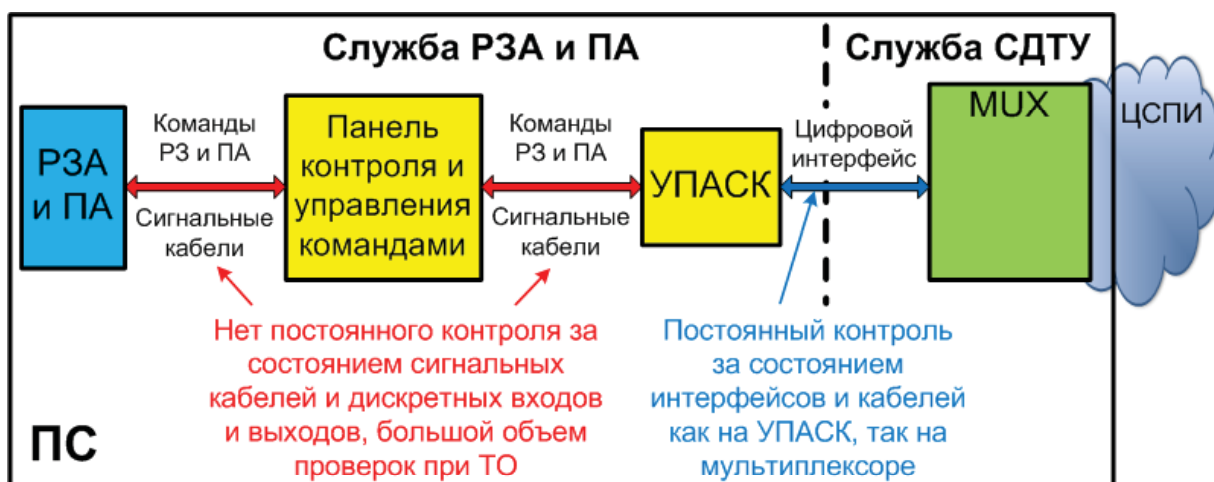 Служба РЗА и ПА
Служба СДТУ
РЗА
и ПА
Команды
РЗ и ПА
Сигнальные
кабели
Панель
контроля и
управления
командами
Команды
РЗ и ПА
Сигнальные
кабели
УПАСК
Цифровой
интерфейс
MUX
ЦСПИ
Нет постоянного контроля за
состоянием сигнальных
кабелей и дискретных входов
и выходов, большой объем
проверок при ТО
Постоянный контроль
за состоянием
интерфейсов и кабелей
как на УПАСК, так на
мультиплексоре
ПС